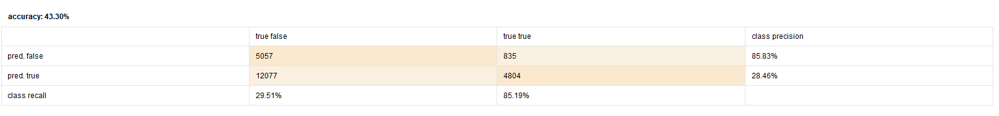 accuracy: 43.30%
true false true true class precision
pred. false 5057 835 85.83%
pred. true 12077 4804 28.46%
class recall 29.51% 85.19%